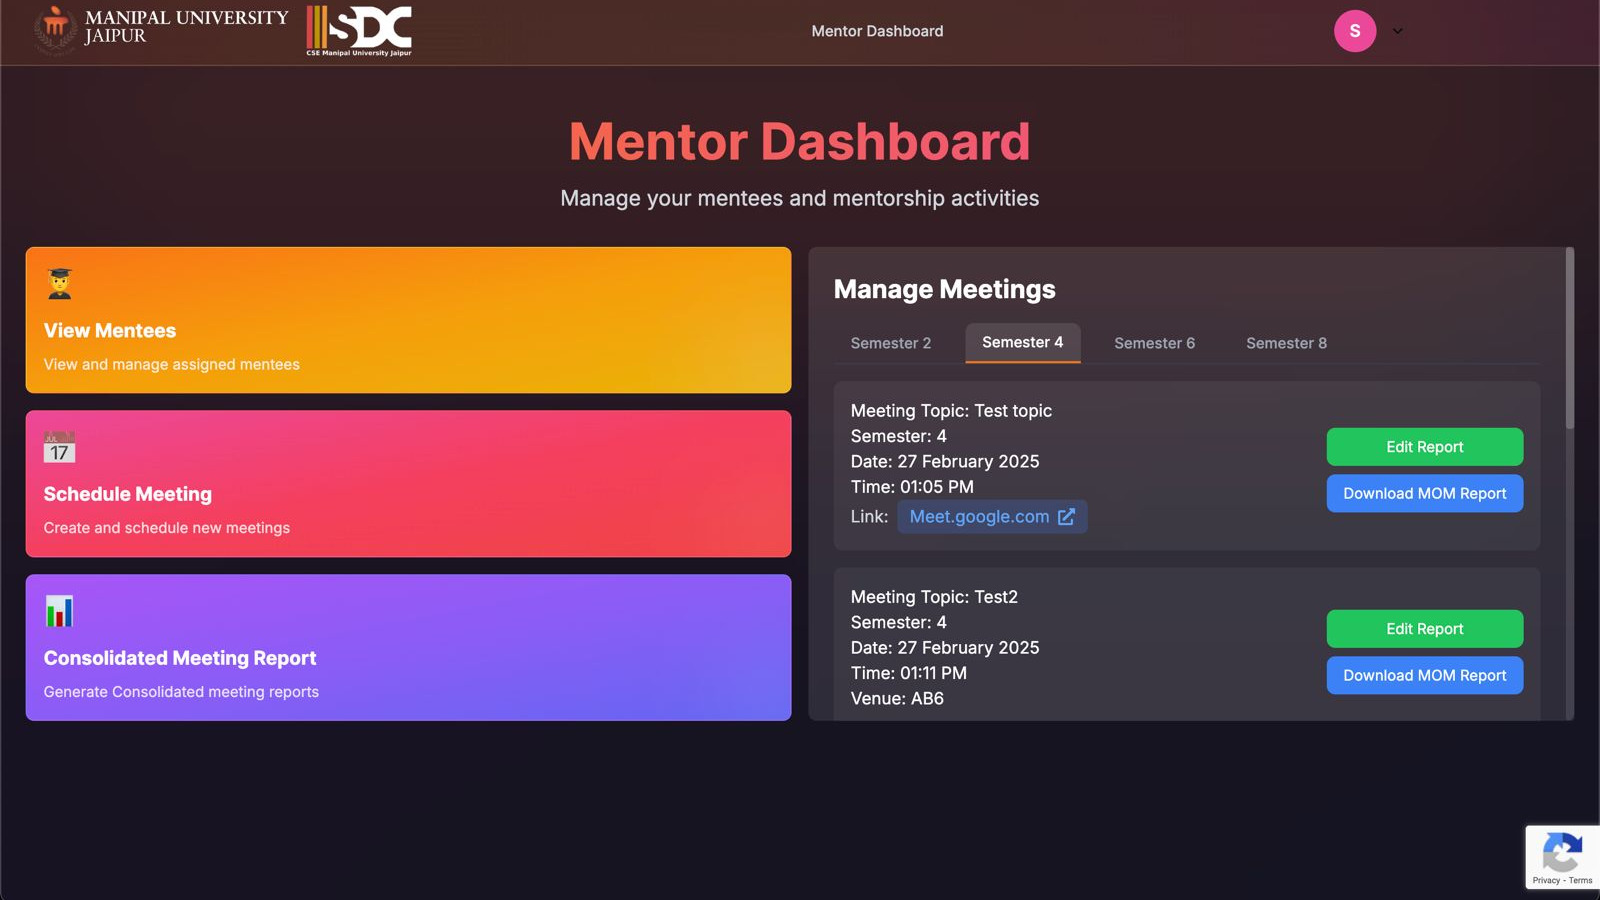 MANIPAL UNIVERSITY
JAIPUR
SDC
CSE Manipal University Jaipur
Mentor Dashboard
S
Mentor Dashboard
Manage your mentees and mentorship activities
View Mentees
View and manage assigned mentees
JUL
17
Schedule Meeting
Create and schedule new meetings
Consolidated Meeting Report
Generate Consolidated meeting reports
Manage Meetings
Semester 2
Semester 4
Semester 6
Semester 8
Meeting Topic: Test topic
Semester: 4
Date: 27 February 2025
Time: 01:05 PM
Link: Meet.google.com
Edit Report
Download MOM Report
Meeting Topic: Test2
Semester: 4
Date: 27 February 2025
Time: 01:11 PM
Venue: AB6
Edit Report
Download MOM Report
Privacy - Terms